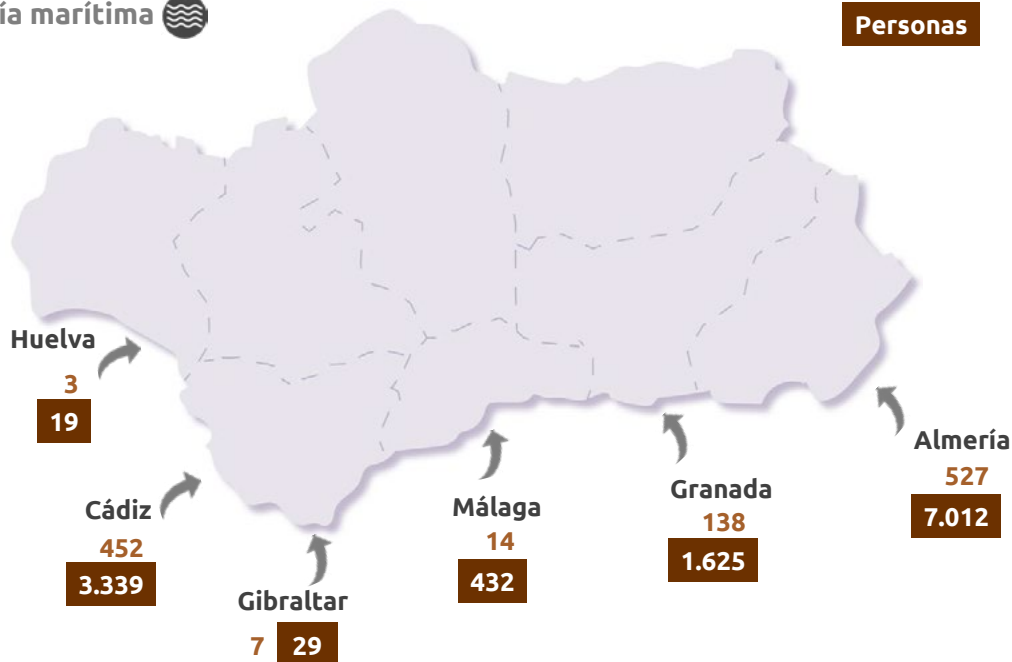 ía marítima
Personas
Huelva
3
19
Cádiz
452
3.339
Gibraltar
7 29
Málaga
14
432
Granada
138
1.625
Almería
527
7.012